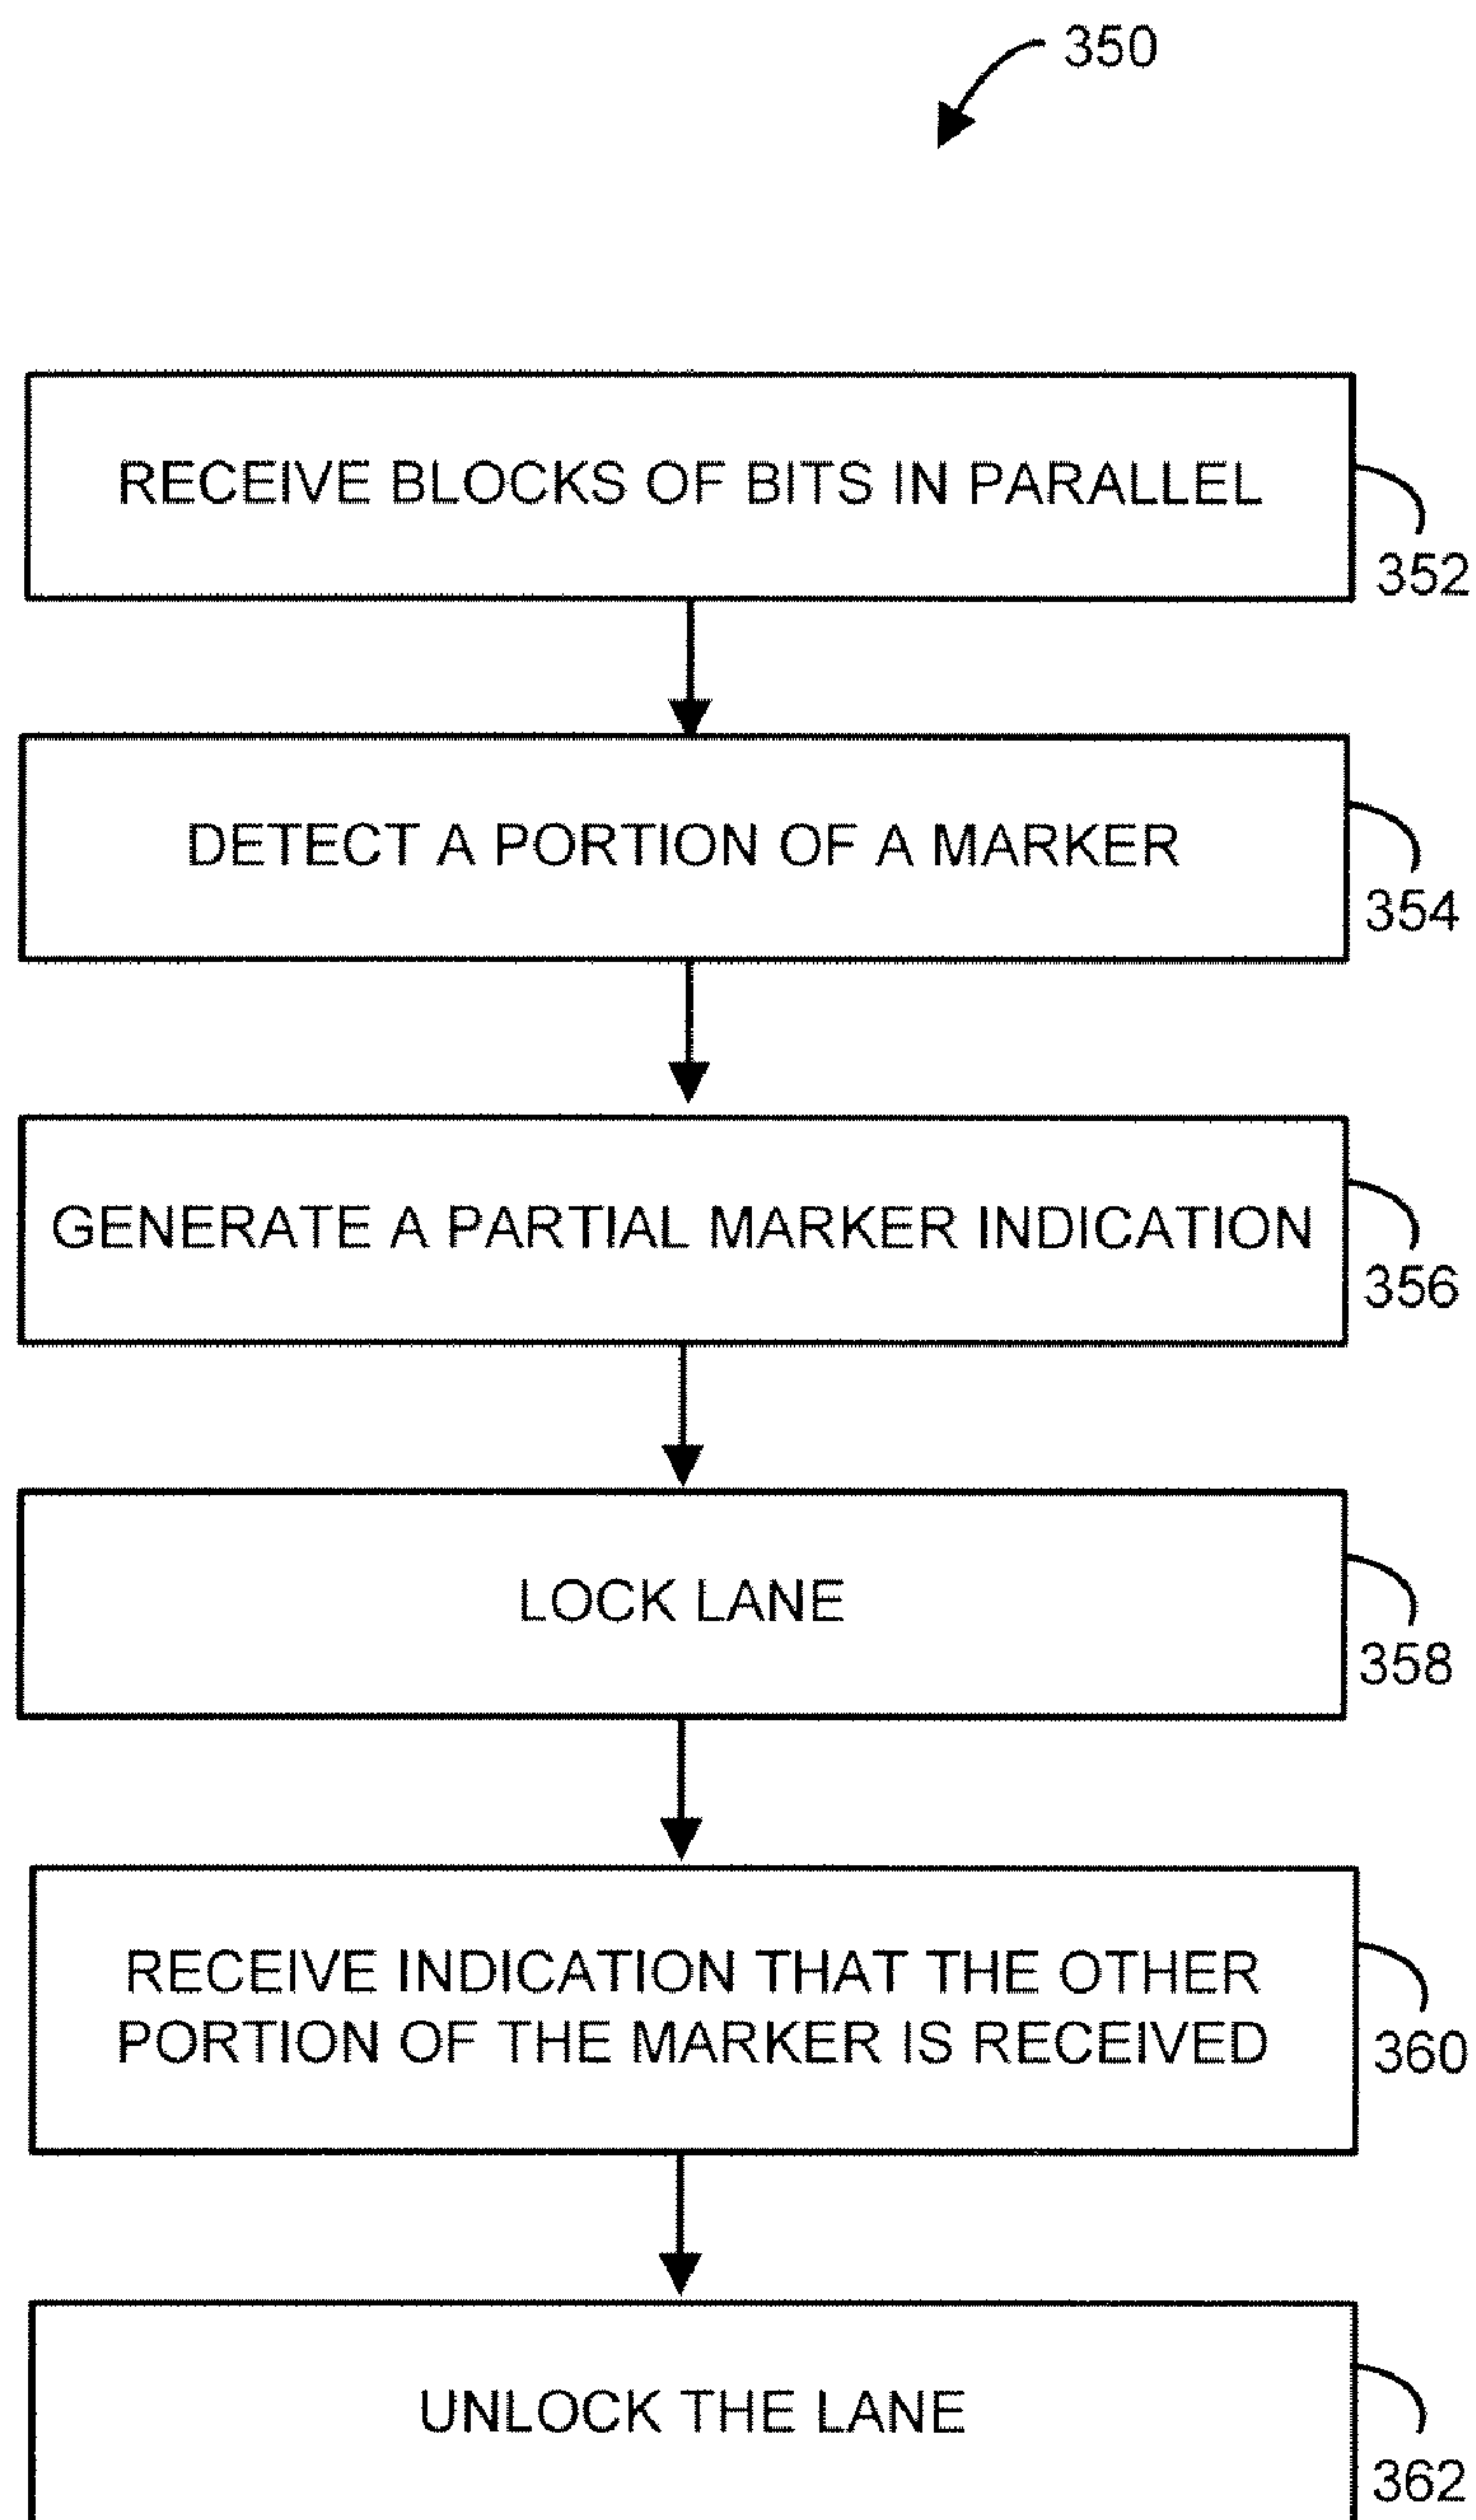 350
RECEIVE BLOCKS OF BITS IN PARALLEL
352
DETECT A PORTION OF A MARKER
354
GENERATE A PARTIAL MARKER INDICATION
356
LOCK LANE
358
RECEIVE INDICATION THAT THE OTHER
PORTION OF THE MARKER IS RECEIVED
360
UNLOCK THE LANE
362